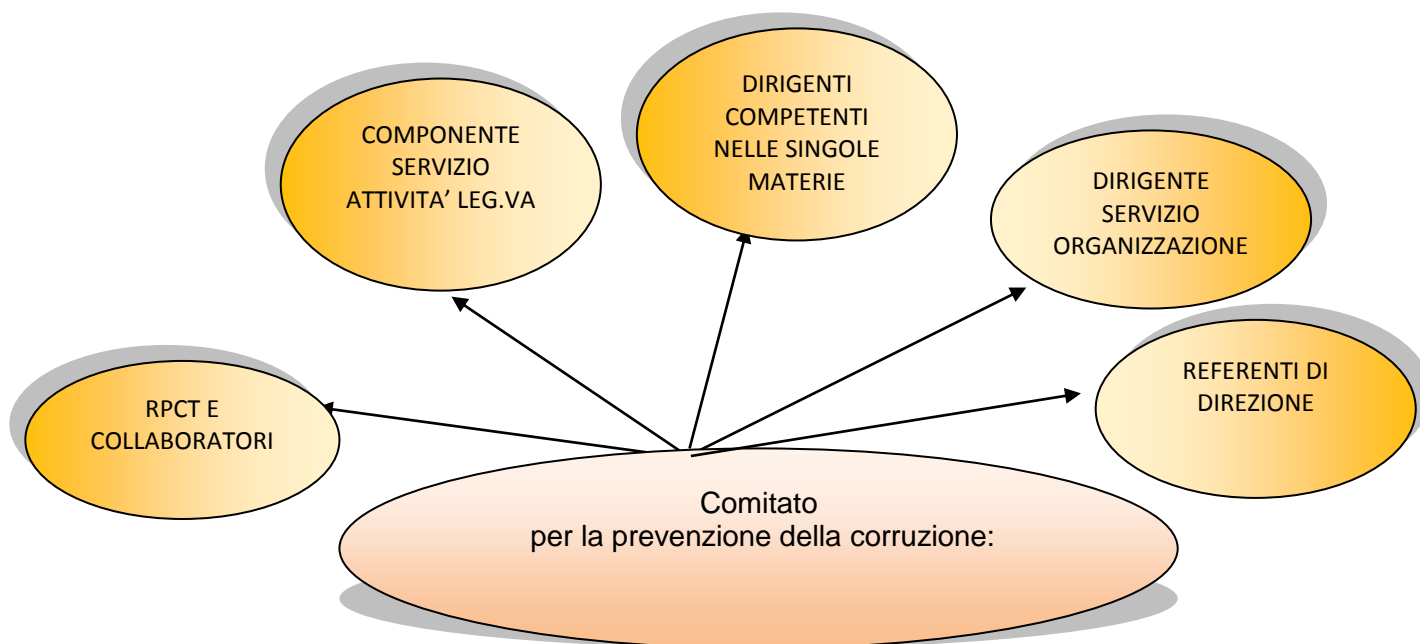 DIRIGENTI
COMPETENTI
NELLE SINGOLE
MATERIE
COMPONENTE
SERVIZIO
ATTIVITA’ LEG.VA
DIRIGENTE
SERVIZIO
ORGANIZZAZIONE
REFERENTI DI
DIREZIONE
RPCT E
COLLABORATORI
Comitato
per la prevenzione della corruzione: